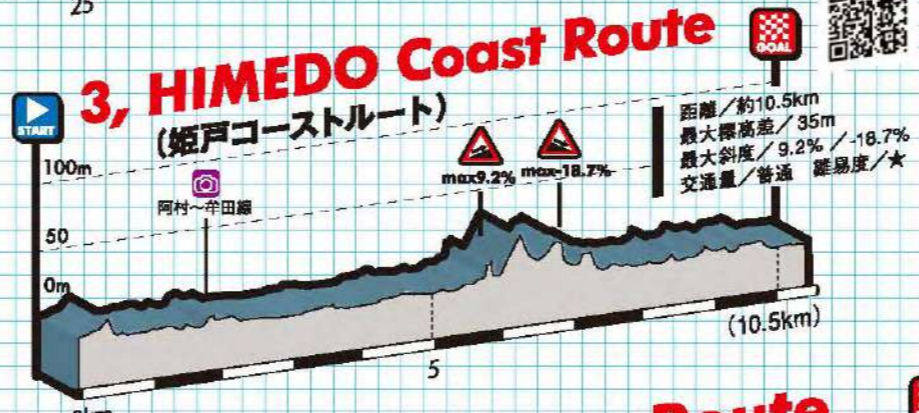 25
3, HIMEDO Coast Route
GOAL
START
(姫戸コーストルート)
距離/約10.5km
最大標高差/35m
最大斜度/9.2% / -18.7%
交通量/普通 難易度/★
100m
max9.2%
max-18.7%
阿村~牟田線
50
0m
(10.5km)
5
Route